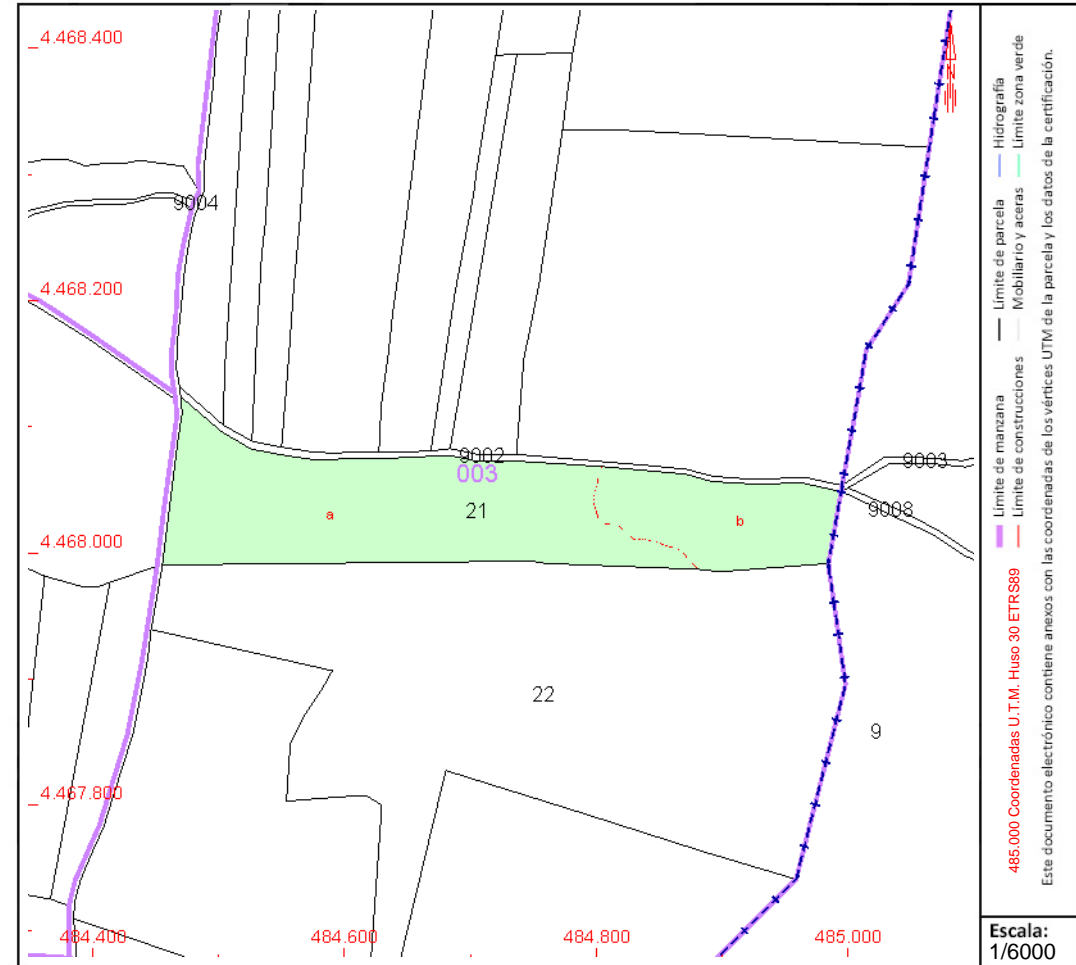 4.468.400
9004
4.468.200
9002
003
9003
a
21
b
9008
4.468.000
22
9
4.467.800
484.400
484.600
484.800
485.000
N
Límite de manzana
Límite de parcela
Hidrografía
Límite de construcciones
Mobiliario y aceras
Límite zona verde
485.000 Coordenadas U.T.M. Huso 30 ETRS89
Este documento electrónico contiene anexos con las coordenadas de los vértices UTM de la parcela y los datos de la certificación.
Escala:
1/6000